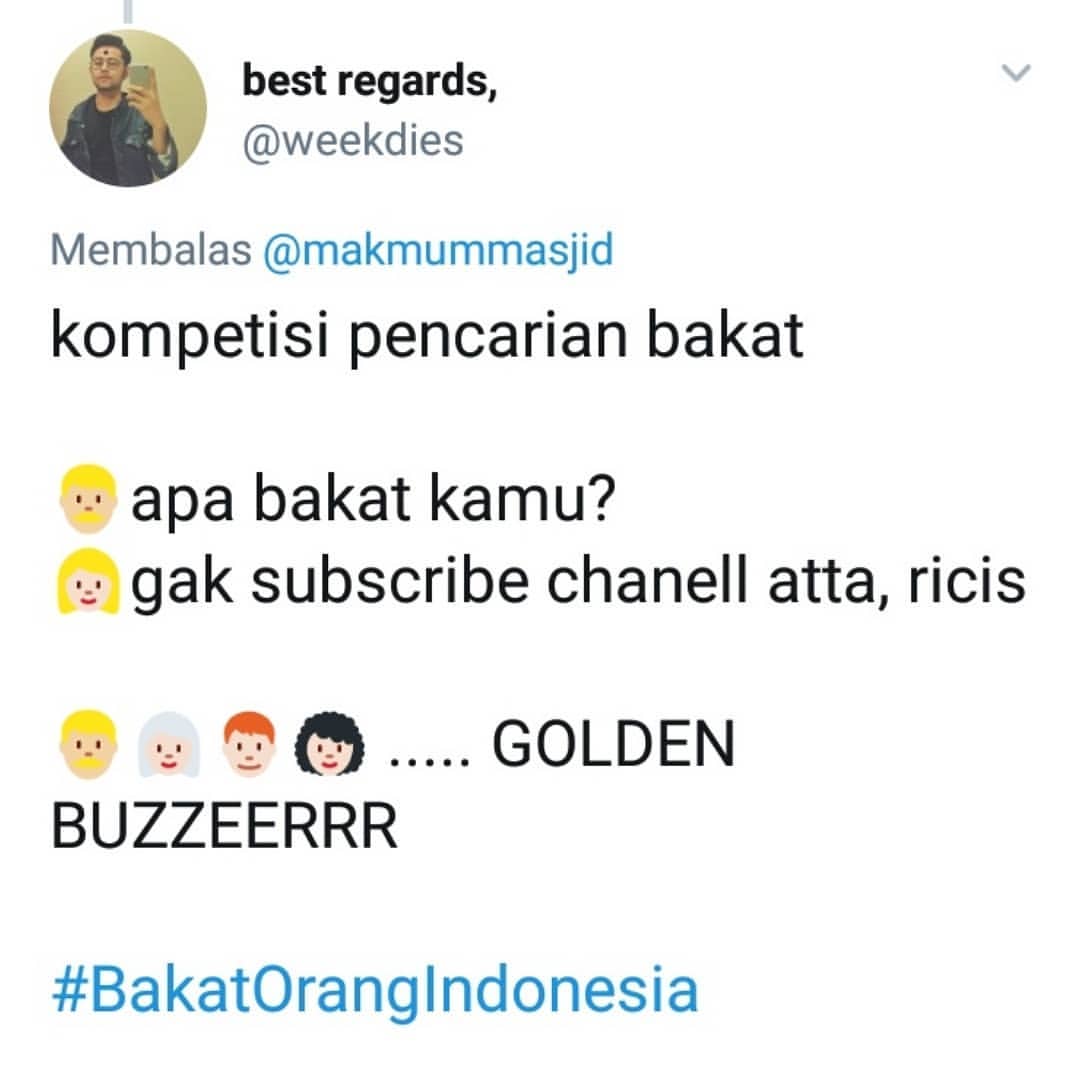 best regards,
@weekdies
Membalas @makmummasjid
kompetisi pencarian bakat
👨🏼apa bakat kamu?
👩🏼gak subscribe chanell atta, ricis
👨🏼👩🏻‍🦳👨🏻‍🦰👩🏻‍🦱 ..... GOLDEN
BUZZEERRR
#BakatOrangIndonesia